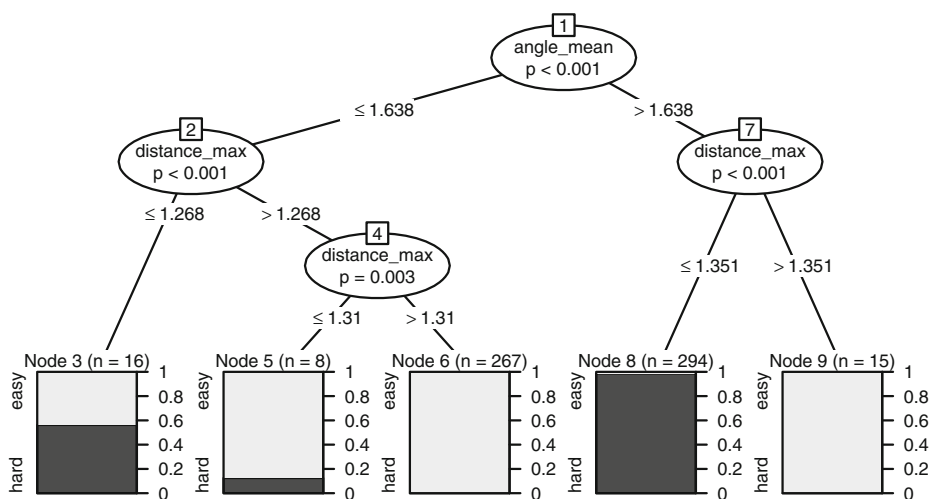 1
angle_mean
p < 0.001
≤ 1.638
> 1.638
2
distance_max
p < 0.001
7
distance_max
p < 0.001
≤ 1.268
> 1.268
4
distance_max
p = 0.003
≤ 1.351
> 1.351
≤ 1.31
> 1.31
Node 3 (n = 16)
easy
hard
1
0.8
0.6
0.4
0.2
0
Node 5 (n = 8)
easy
hard
1
0.8
0.6
0.4
0.2
0
Node 6 (n = 267)
easy
hard
1
0.8
0.6
0.4
0.2
0
Node 8 (n = 294)
easy
hard
1
0.8
0.6
0.4
0.2
0
Node 9 (n = 15)
easy
hard
1
0.8
0.6
0.4
0.2
0